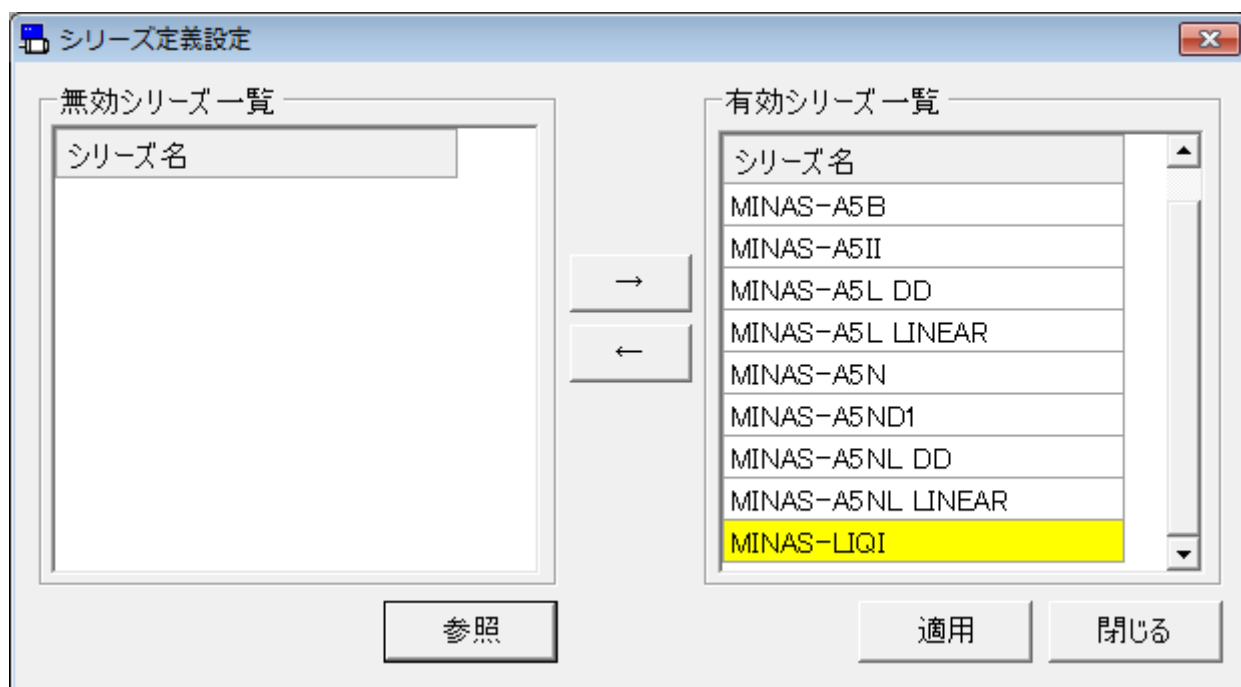 シリーズ定義設定
無効シリーズ一覧
シリーズ名
→
←
有効シリーズ一覧
シリーズ名
MINAS-A5B
MINAS-A5II
MINAS-A5L DD
MINAS-A5L LINEAR
MINAS-A5N
MINAS-A5ND1
MINAS-A5NL DD
MINAS-A5NL LINEAR
MINAS-LIQI
参照
適用
閉じる